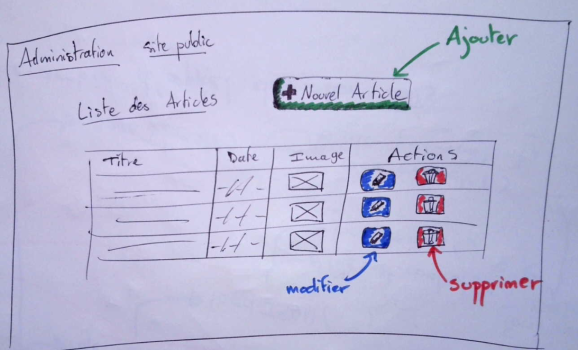 Administration site public
Ajouter
+ Nouvel Article
Liste des Articles
Titre Date Image Actions
-/-/-
-/-/-
-/-/-
modifier
supprimer